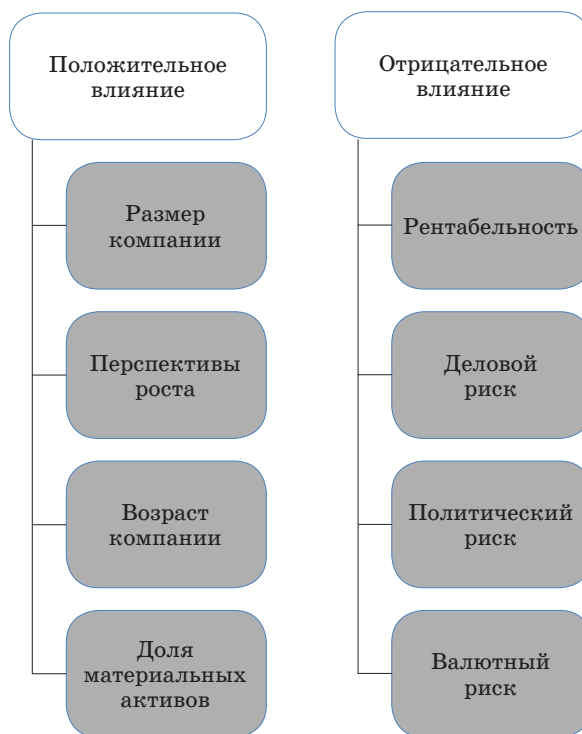 Положительное
влияние
Размер
компании
Перспективы
роста
Возраст
компании
Доля
материальных
активов
Отрицательное
влияние
Рентабельность
Деловой
риск
Политический
риск
Валютный
риск